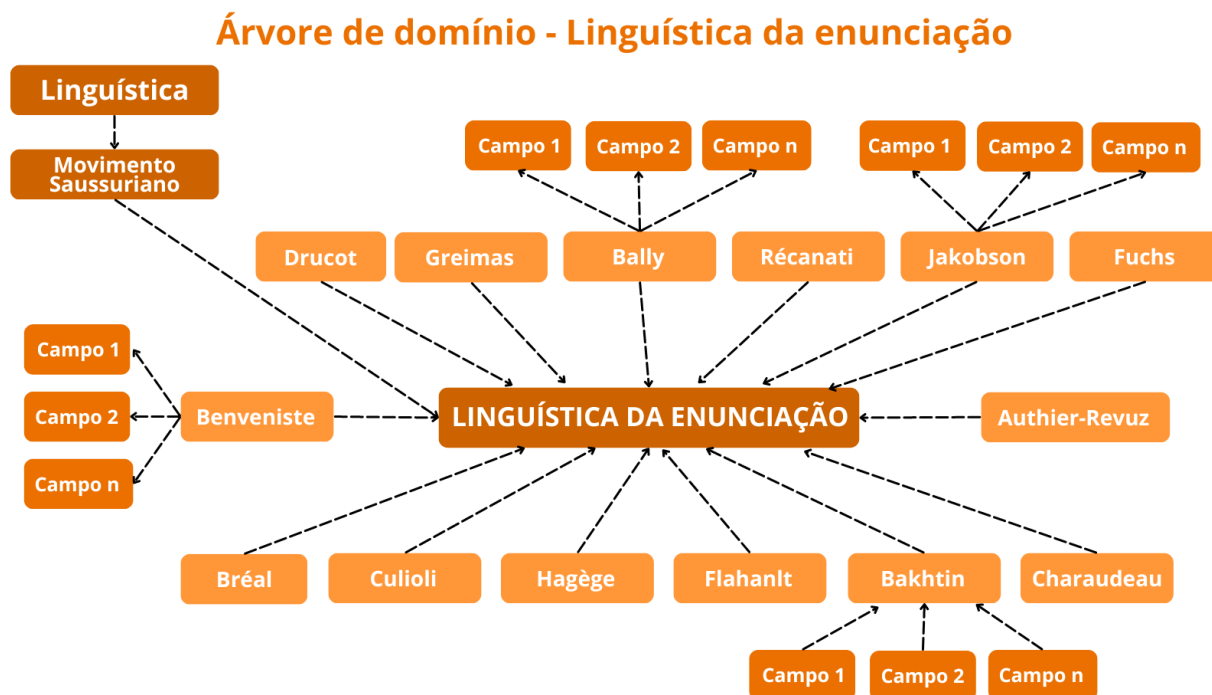 Árvore de domínio - Linguística da enunciação
Linguística
Movimento
Saussuriano
Campo 1
Campo 2
Campo n
Campo 1
Campo 2
Campo n
Drucot
Greimas
Bally
Récanati
Jakobson
Fuchs
Campo 1
Campo 2
Campo n
Benveniste
LINGUÍSTICA DA ENUNCIAÇÃO
Authier-Revuz
Bréal
Culioli
Hagège
Flahanlt
Bakhtin
Charaudeau
Campo 1
Campo 2
Campo n